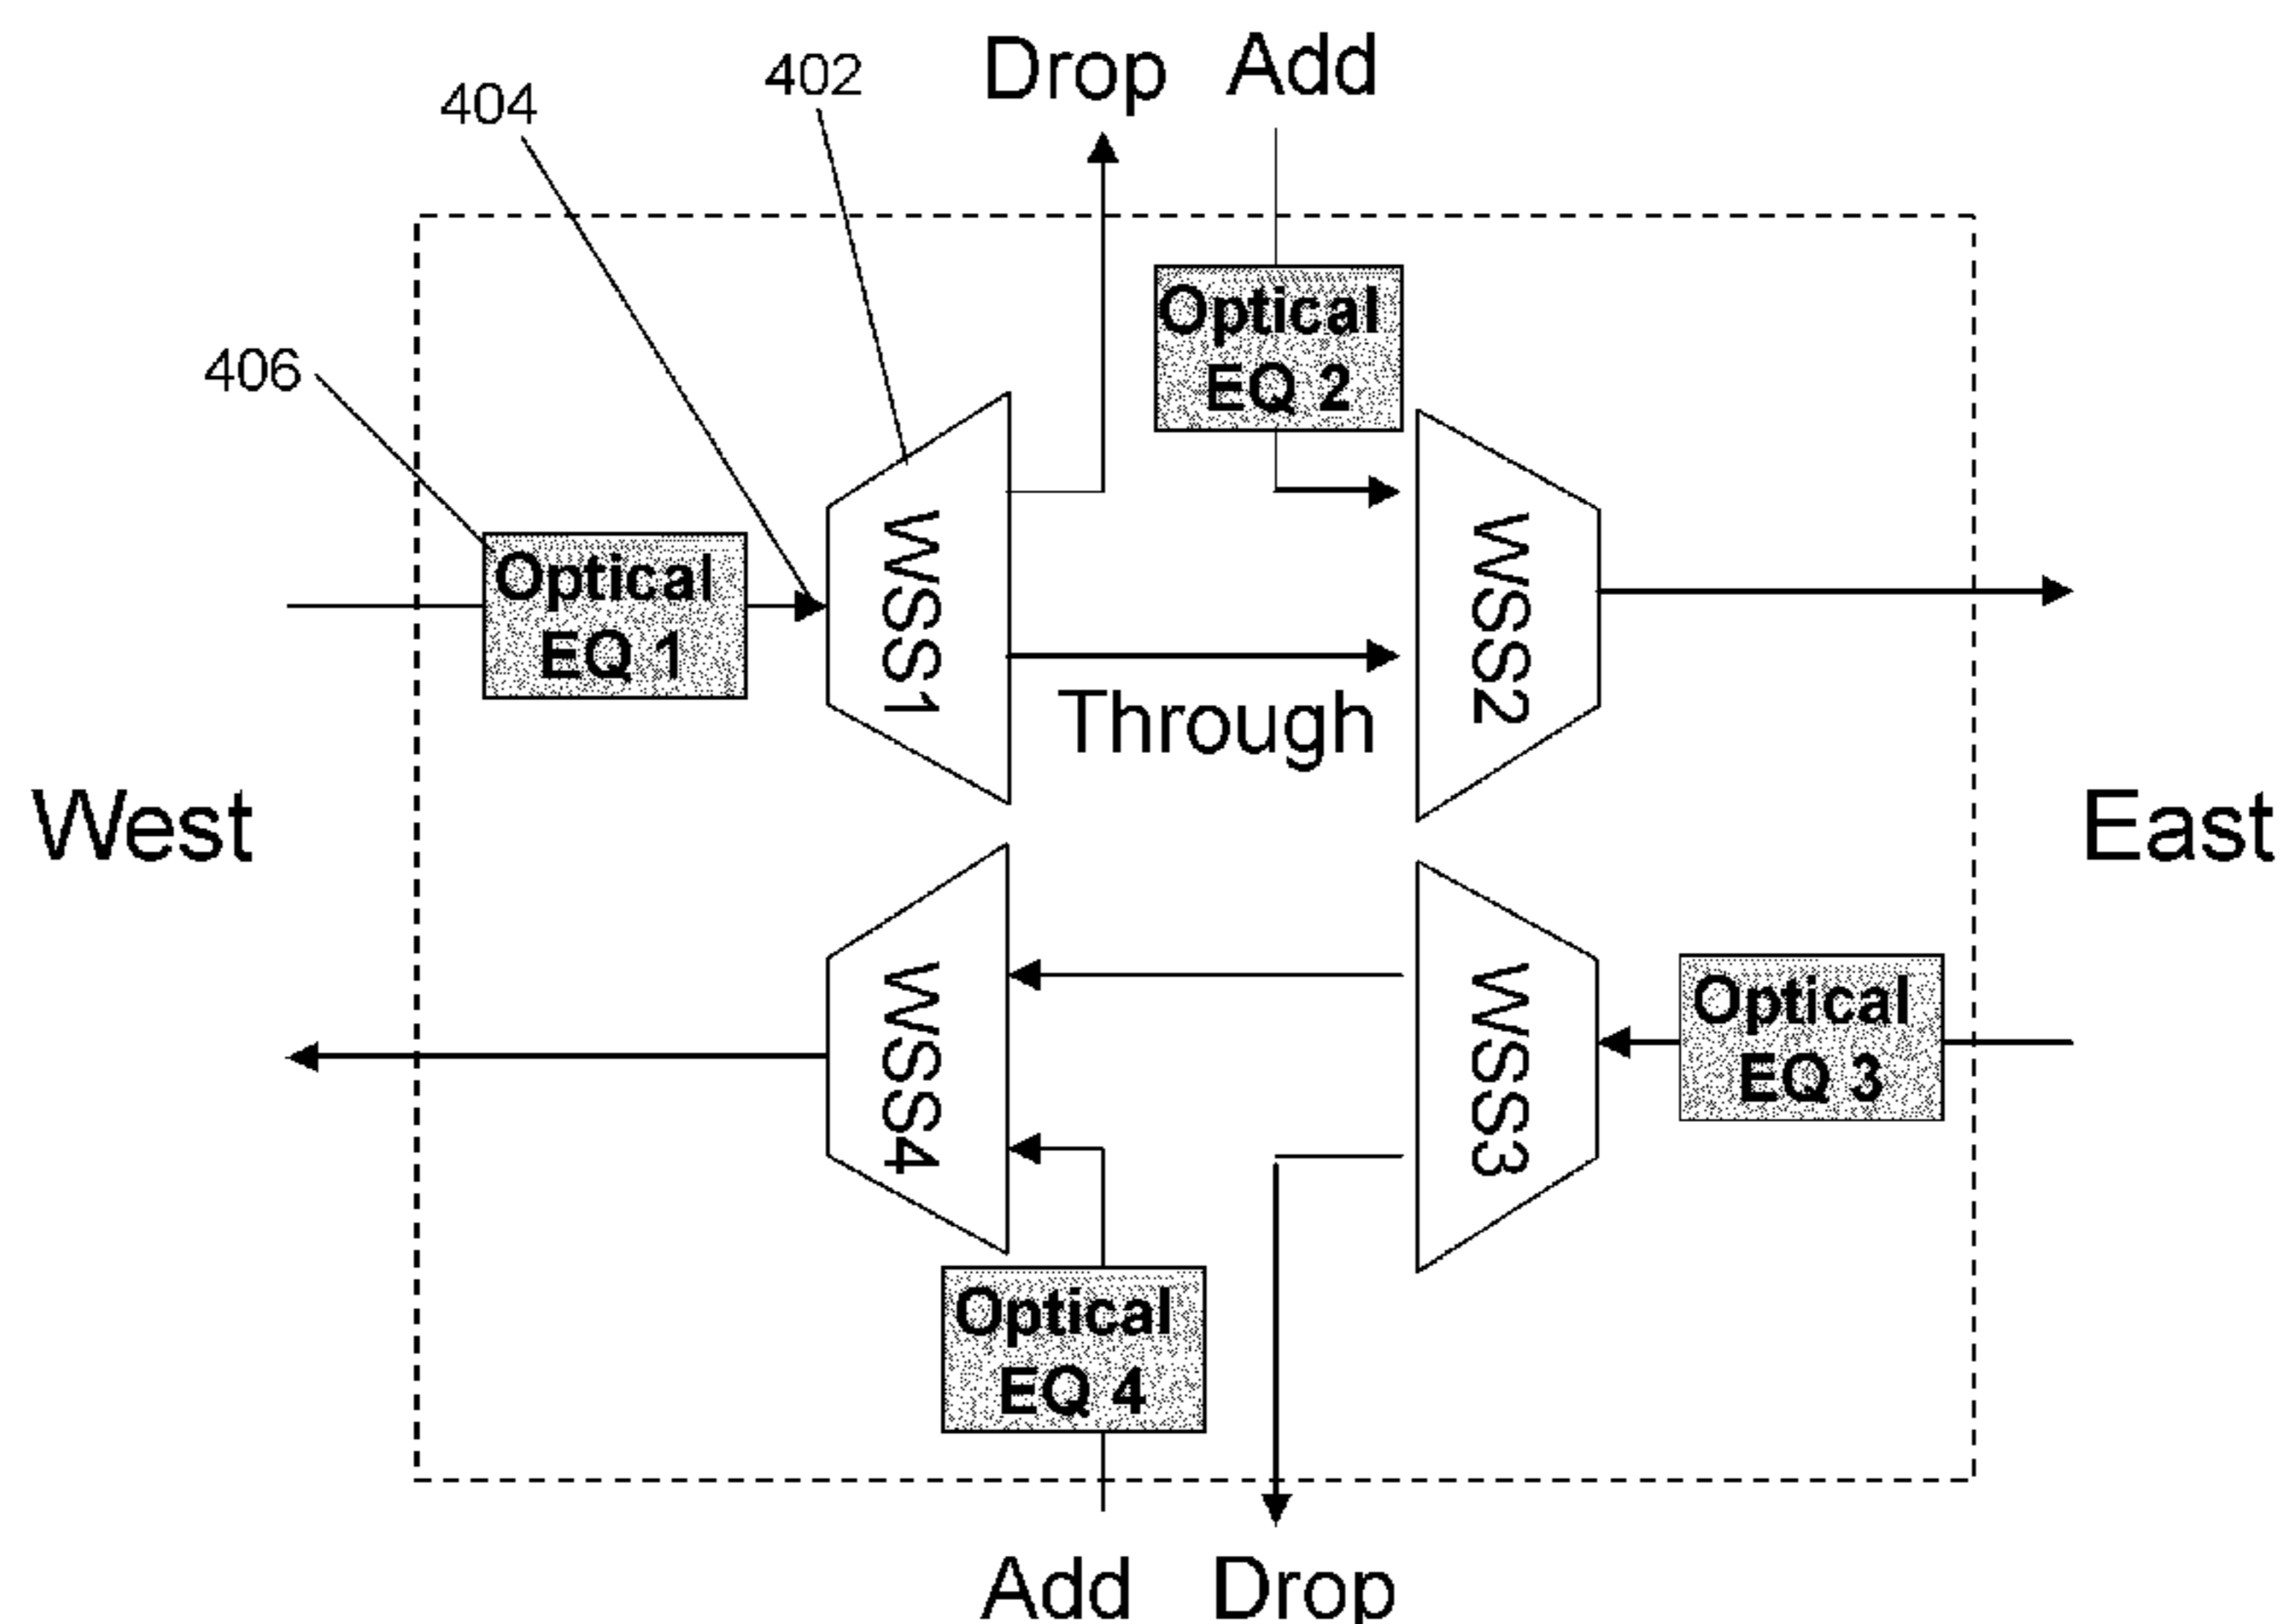 Drop Add
402
404
406
Optical
EQ 2
Optical
EQ 1
WSS1
WSS2
Through
West
East
WSS4
WSS3
Optical
EQ 3
Optical
EQ 4
Add Drop